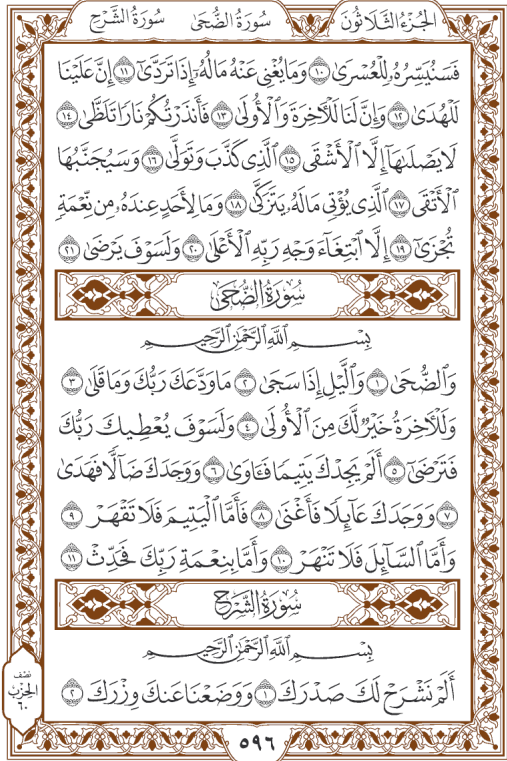 الجُزْءُ الثَّلَاثُونَ سُورَةُ الضُّحَى سُورَةُ الشَّرْحِ
فَسَنُيَسِّرُهُۥ لِلْعُسْرَىٰ ١٠ وَمَا يُغْنِى عَنْهُ مَالُهُۥٓ إِذَا تَرَدَّىٰٓ ١١ إِنَّ عَلَيْنَا
لَلْهُدَىٰ ١٢ وَإِنَّ لَنَا لَلْـَٔاخِرَةَ وَٱلْأُولَىٰ ١٣ فَأَنذَرْتُكُمْ نَارًا تَلَظَّىٰ ١٤
لَا يَصْلَىٰهَآ إِلَّا ٱلْأَشْقَى ١٥ ٱلَّذِى كَذَّبَ وَتَوَلَّىٰ ١٦ وَسَيُجَنَّبُهَا
ٱلْأَتْقَى ١٧ ٱلَّذِى يُؤْتِى مَالَهُۥ يَتَزَكَّىٰ ١٨ وَمَا لِأَحَدٍ عِندَهُۥ مِن نِّعْمَةٍ
تُجْزَىٰٓ ١٩ إِلَّا ٱبْتِغَآءَ وَجْهِ رَبِّهِ ٱلْأَعْلَىٰ ٢٠ وَلَسَوْفَ يَرْضَىٰ ٢١
سُورَةُ الضُّحَىٰ
بِسْمِ ٱللَّهِ ٱلرَّحْمَٰنِ ٱلرَّحِيمِ
وَٱلضُّحَىٰ ١ وَٱلَّيْلِ إِذَا سَجَىٰ ٢ مَا وَدَّعَكَ رَبُّكَ وَمَا قَلَىٰ ٣
وَلَلْـَٔاخِرَةُ خَيْرٌ لَّكَ مِنَ ٱلْأُولَىٰ ٤ وَلَسَوْفَ يُعْطِيكَ رَبُّكَ
فَتَرْضَىٰٓ ٥ أَلَمْ يَجِدْكَ يَتِيمًا فَـَٔاوَىٰ ٦ وَوَجَدَكَ ضَآلًّا فَهَدَىٰ
٧ وَوَجَدَكَ عَآئِلًا فَأَغْنَىٰ ٨ فَأَمَّا ٱلْيَتِيمَ فَلَا تَقْهَرْ ٩
وَأَمَّا ٱلسَّآئِلَ فَلَا تَنْهَرْ ١٠ وَأَمَّا بِنِعْمَةِ رَبِّكَ فَحَدِّثْ ١١
سُورَةُ الشَّرْحِ
بِسْمِ ٱللَّهِ ٱلرَّحْمَٰنِ ٱلرَّحِيمِ
أَلَمْ نَشْرَحْ لَكَ صَدْرَكَ ١ وَوَضَعْنَا عَنكَ وِزْرَكَ ٢
نصف
الحزب
٦٠
٥٩٦